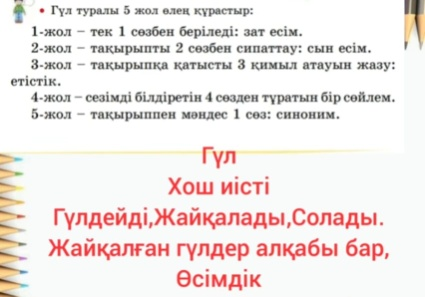 • Гүл туралы 5 жол өлең құрастыр:
1-жол – тек 1 сөзбен беріледі: зат есім.
2-жол – тақырыпты 2 сөзбен сипаттау: сын есім.
3-жол – тақырыпқа қатысты 3 қимыл атауын жазу:
етістік.
4-жол – сезімді білдіретін 4 сөзден тұратын бір сөйлем.
5-жол – тақырыппен мәндес 1 сөз: синоним.
Гүл
Хош иісті
Гүлдейді,Жайқалады,Солады.
Жайқалған гүлдер алқабы бар,
Өсімдік